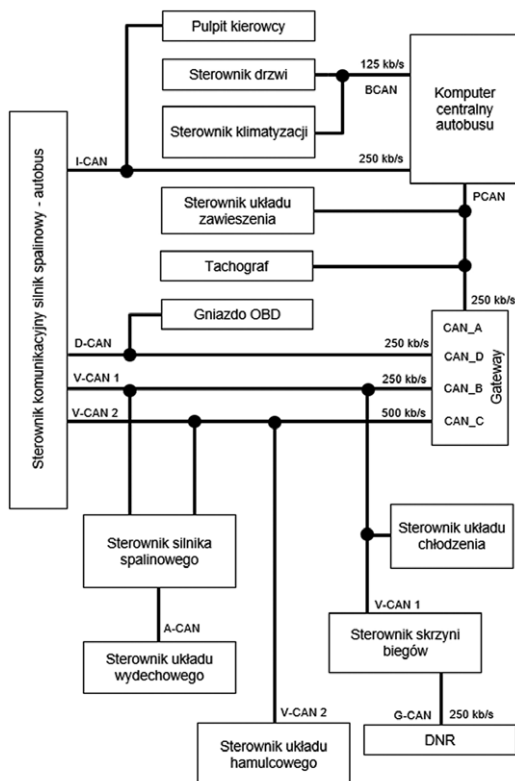 Pulpit kierowcy
Sterownik drzwi
125 kb/s
BCAN
Komputer
centralny
autobusu
Sterownik klimatyzacji
I-CAN
250 kb/s
Sterownik komunikacyjny silnik spalinowy - autobus
Sterownik układu
zawieszenia
PCAN
Tachograf
250 kb/s
Gniazdo OBD
CAN_A
D-CAN
250 kb/s
CAN_D
Gateway
V-CAN 1
250 kb/s
CAN_B
V-CAN 2
500 kb/s
CAN_C
Sterownik silnika
spalinowego
Sterownik układu
chłodzenia
A-CAN
V-CAN 1
Sterownik układu
wydechowego
Sterownik skrzyni
biegów
V-CAN 2
G-CAN
250 kb/s
Sterownik układu
hamulcowego
DNR